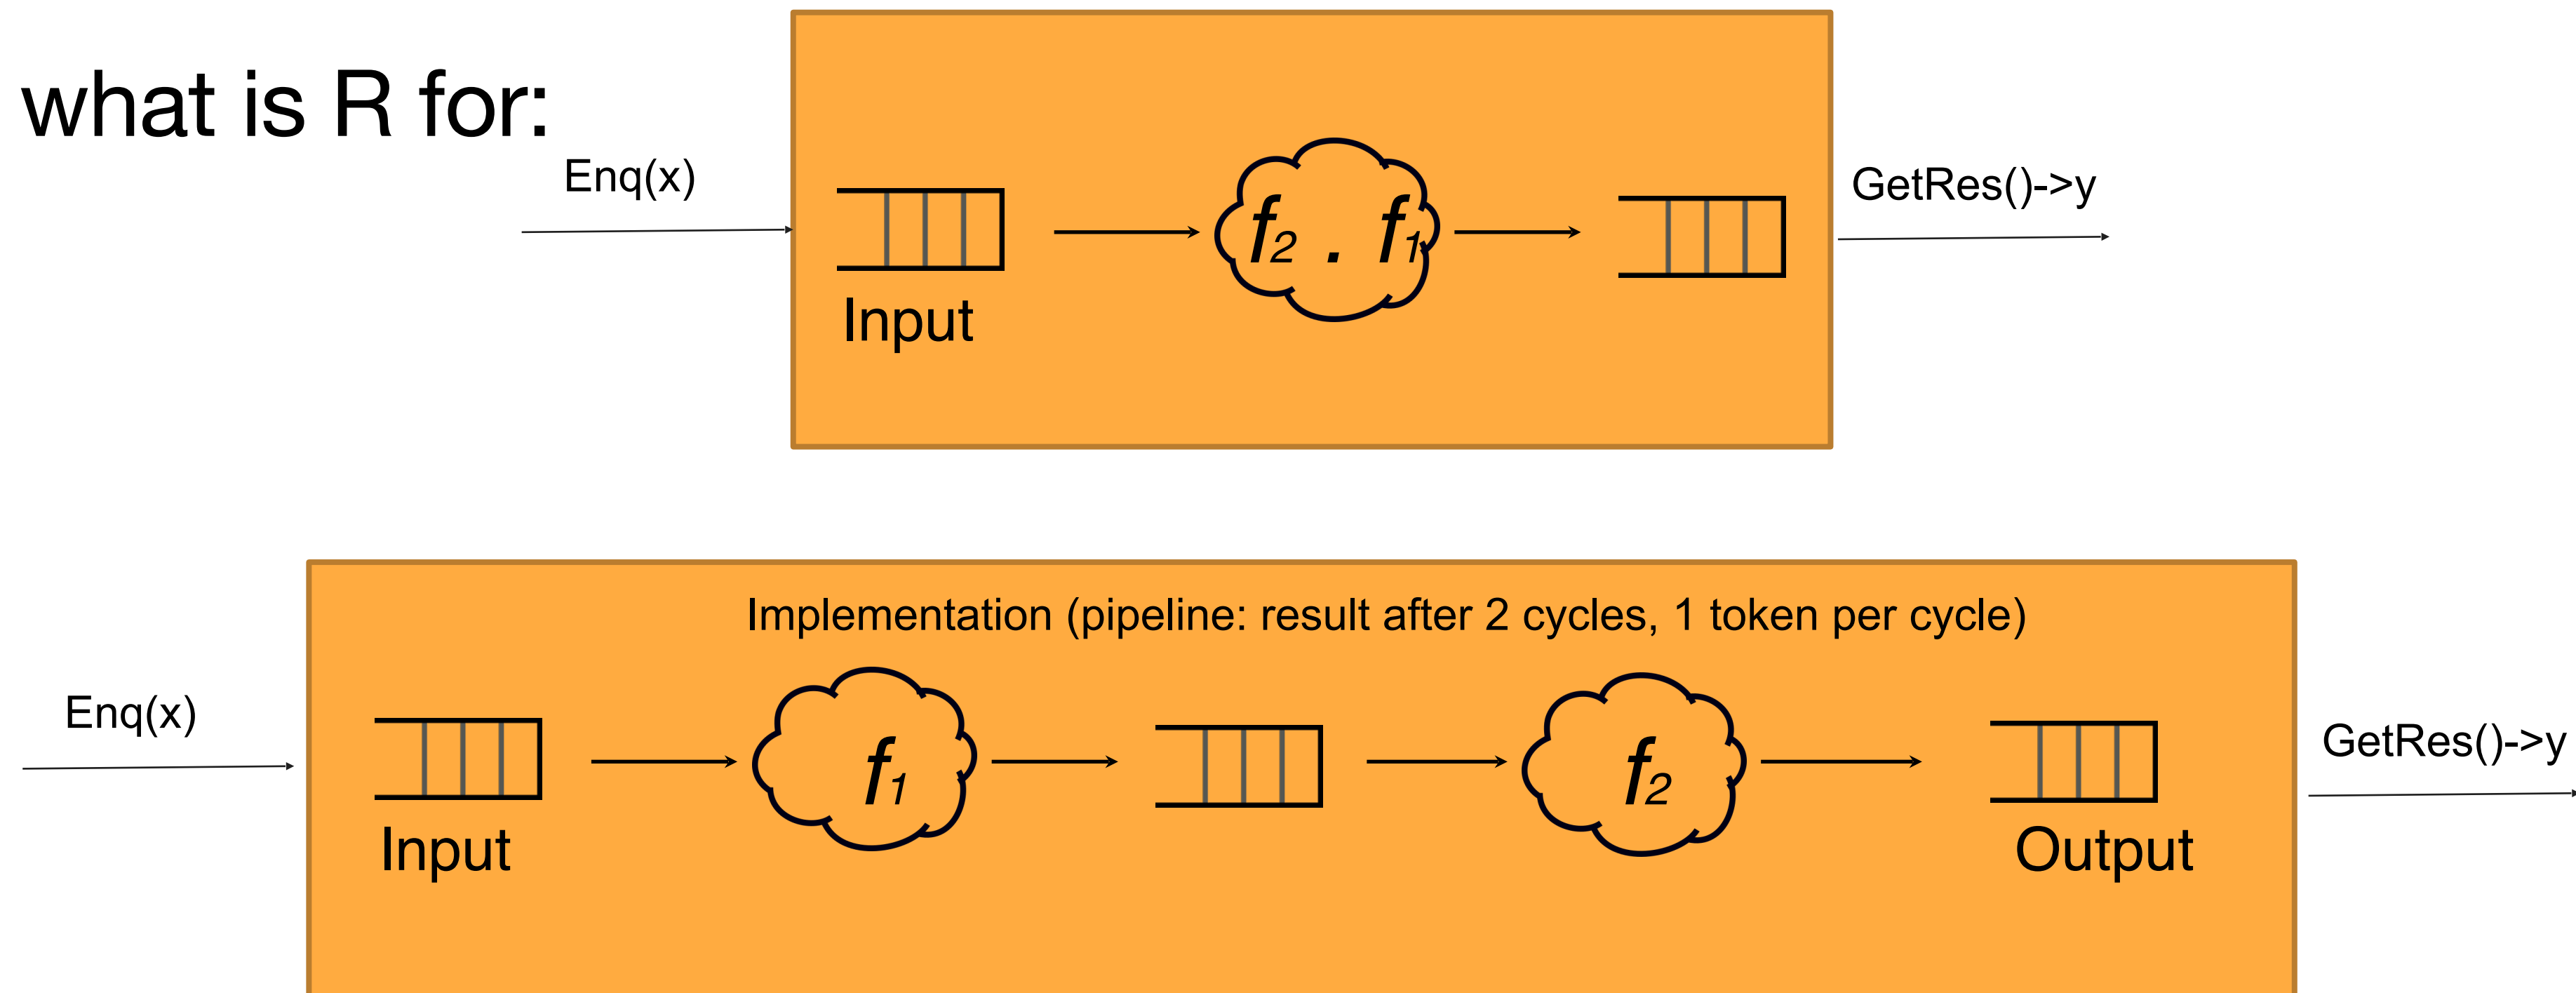 what is R for:
Enq(x)
f2 . f1
GetRes()->y
Input
Implementation (pipeline: result after 2 cycles, 1 token per cycle)
Enq(x)
f1
f2
GetRes()->y
Input
Output